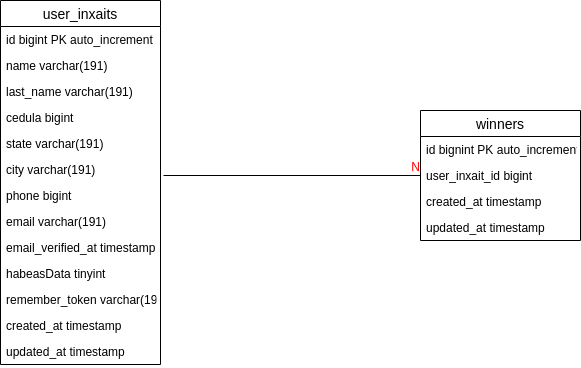 user_inxaits
id bigint PK auto_increment
name varchar(191)
last_name varchar(191)
cedula bigint
state varchar(191)
city varchar(191)
phone bigint
email varchar(191)
email_verified_at timestamp
habeasData tinyint
remember_token varchar(19
created_at timestamp
updated_at timestamp
N
winners
id bignint PK auto_incremen
user_inxait_id bigint
created_at timestamp
updated_at timestamp